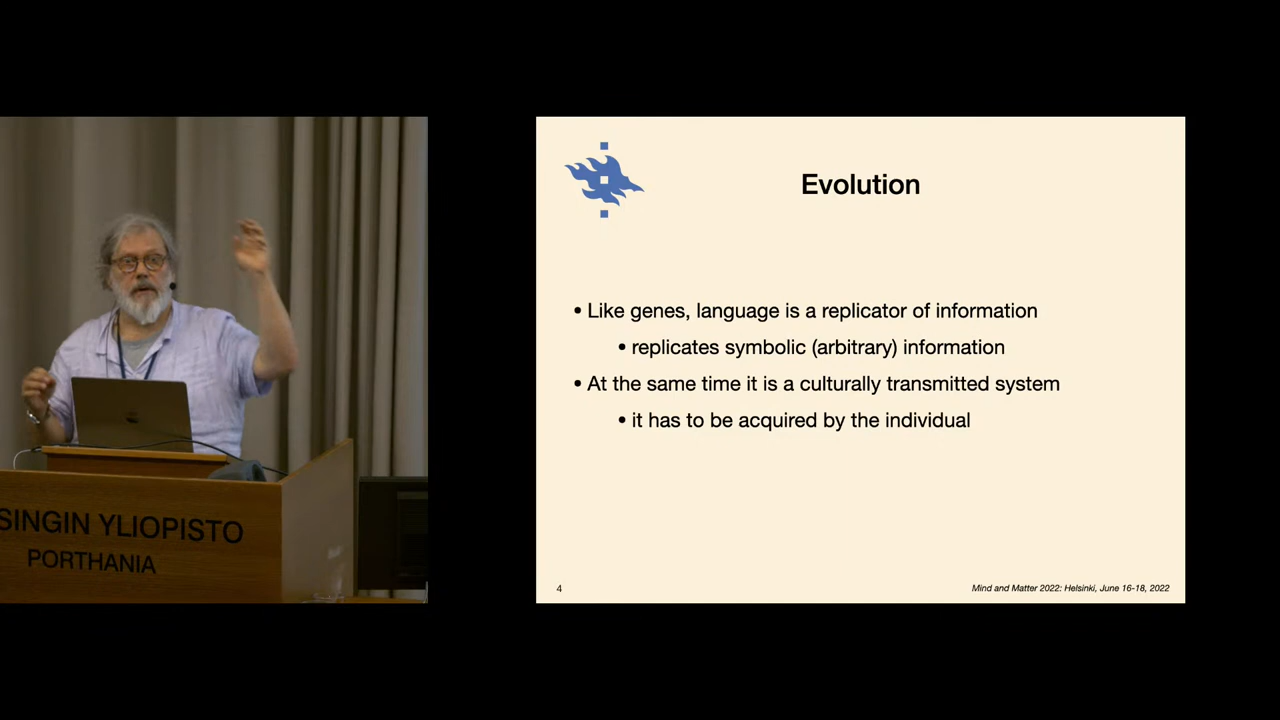 SINGIN YLIOPISTO
PORTHANIA
Evolution
• Like genes, language is a replicator of information
• replicates symbolic (arbitrary) information
• At the same time it is a culturally transmitted system
• it has to be acquired by the individual
4
Mind and Matter 2022: Helsinki, June 16-18, 2022